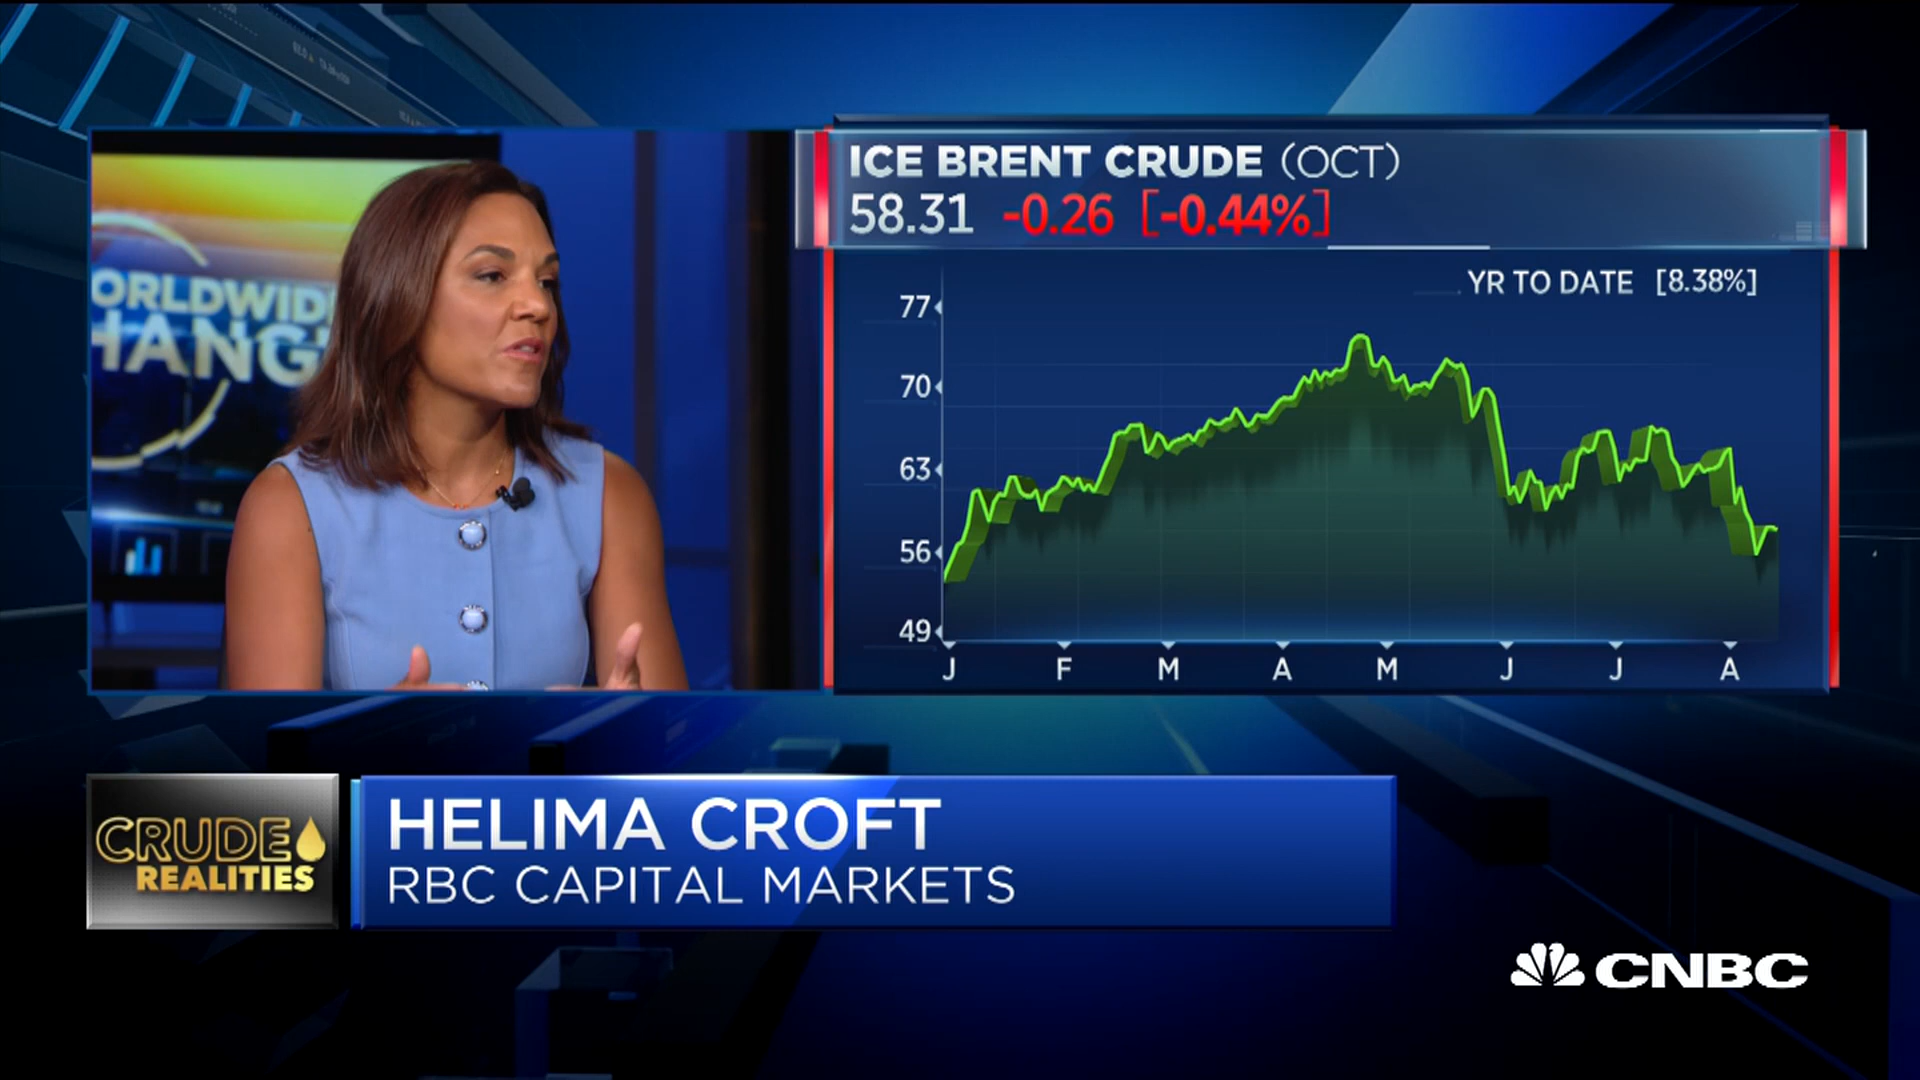 ORLDWID
HANG
ICE BRENT CRUDE (OCT)
58.31 -0.26 [-0.44%]
YR TO DATE [8.38%]
77
70
63
56
49
J F M A M J J A
CRUDE
REALITIES
HELIMA CROFT
RBC CAPITAL MARKETS
CNBC